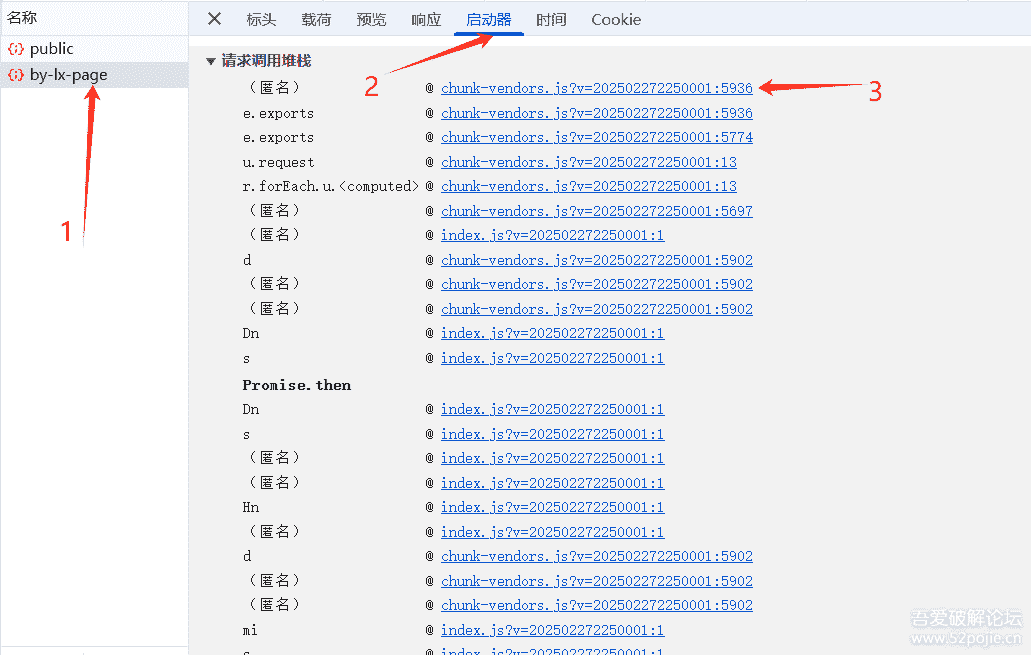 名称
标头 载荷 预览 响应 启动器 时间 Cookie
public
by-lx-page
请求调用堆栈
(匿名) @ chunk-vendors.js?v=202502272250001:5936
e.exports @ chunk-vendors.js?v=202502272250001:5936
e.exports @ chunk-vendors.js?v=202502272250001:5774
u.request @ chunk-vendors.js?v=202502272250001:13
r.forEach.u.<computed> @ chunk-vendors.js?v=202502272250001:13
(匿名) @ chunk-vendors.js?v=202502272250001:5697
(匿名) @ index.js?v=202502272250001:1
d @ chunk-vendors.js?v=202502272250001:5902
(匿名) @ chunk-vendors.js?v=202502272250001:5902
(匿名) @ chunk-vendors.js?v=202502272250001:5902
Dn @ index.js?v=202502272250001:1
s @ index.js?v=202502272250001:1
Promise.then
Dn @ index.js?v=202502272250001:1
s @ index.js?v=202502272250001:1
(匿名) @ index.js?v=202502272250001:1
(匿名) @ index.js?v=202502272250001:1
Hn @ index.js?v=202502272250001:1
(匿名) @ index.js?v=202502272250001:1
d @ chunk-vendors.js?v=202502272250001:5902
(匿名) @ chunk-vendors.js?v=202502272250001:5902
(匿名) @ chunk-vendors.js?v=202502272250001:5902
mi @ index.js?v=202502272250001:1
1
2
3
吾爱破解论坛
www.52pojie.cn